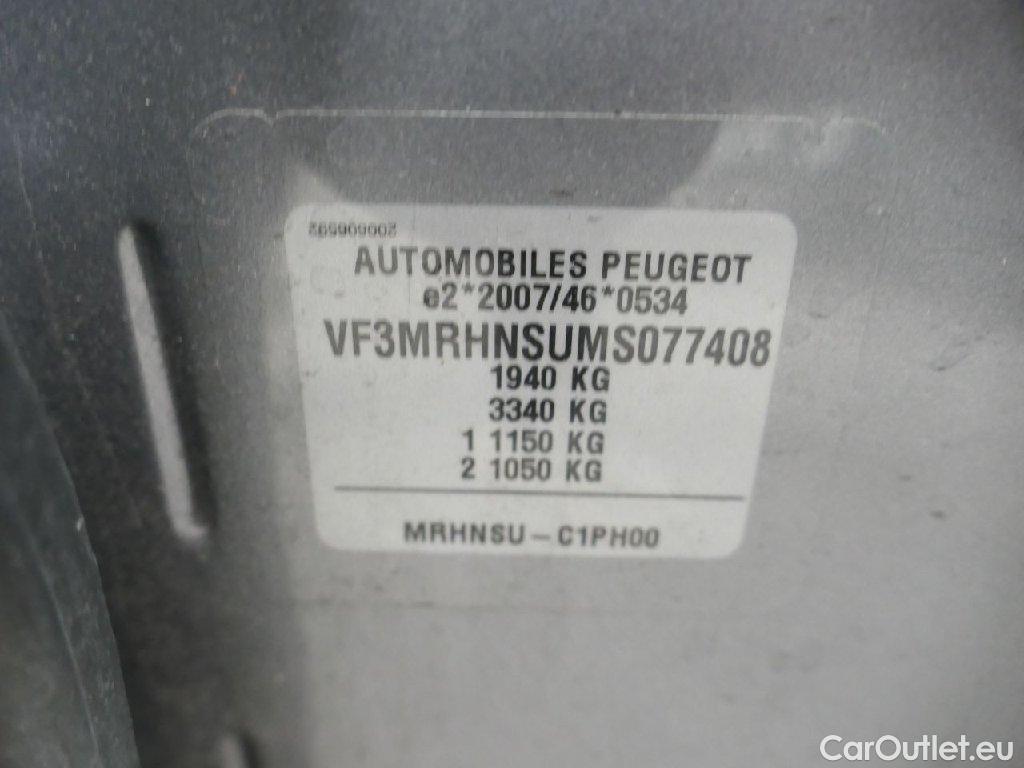 2006060592
AUTOMOBILES PEUGEOT
e2*2007/46*0534
VF3MRHNSUMS077408
1940 KG
3340 KG
1 1150 KG
2 1050 KG
MRHNSU – C1PH00
CarOutlet.eu